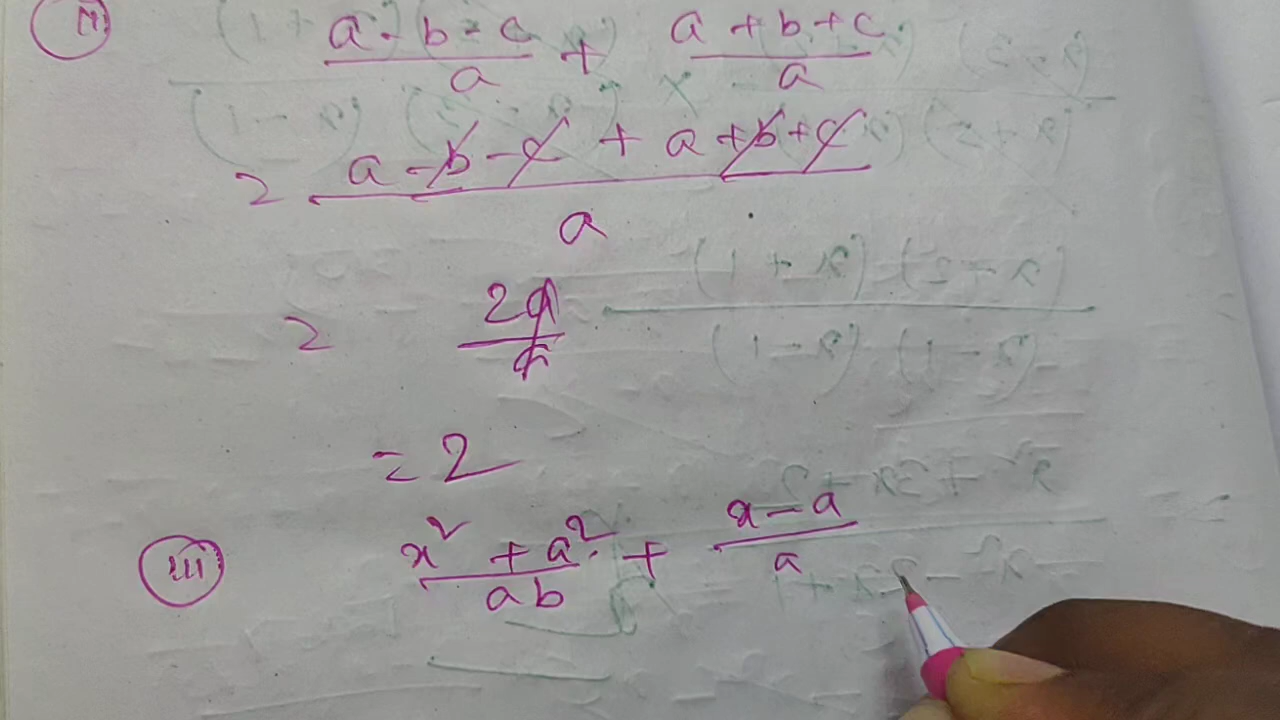 ii) a - b - c / a + a + b + c / a
= a - b - c + a + b + c / a
= 2a / a
= 2
iii) x² + a² / ab + x - a / a